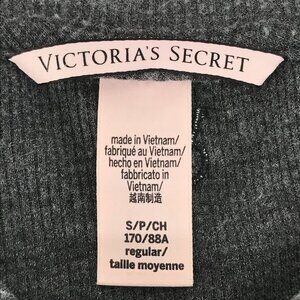 VICTORIA'S SECRET
made in Vietnam/
fabriqué au Vietnam/
hecho en Vietnam/
fabbricato in
Vietnam/
越南制造
S/P/CH
170/88A
regular/
taille moyenne